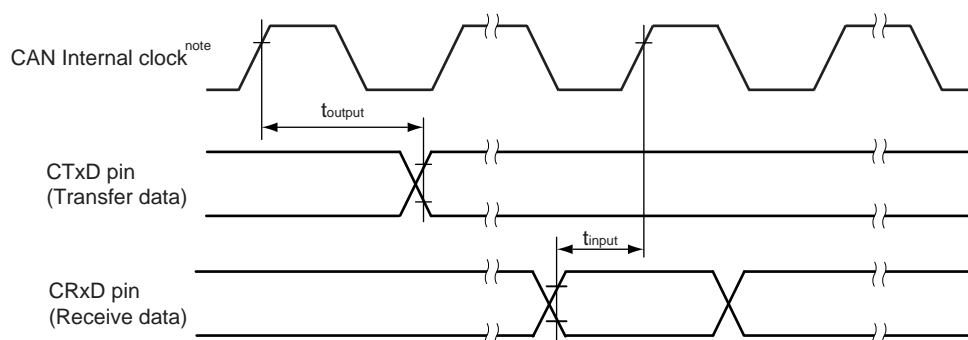 CAN Internal clock note
toutput
CTxD pin
(Transfer data)
tinput
CRxD pin
(Receive data)